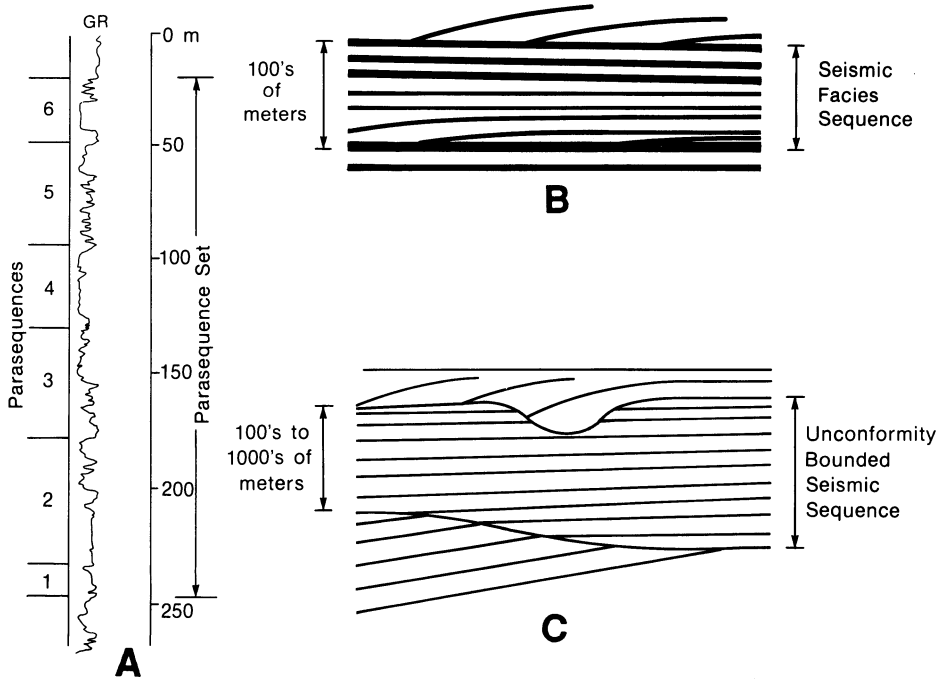 GR
0 m
50
100
150
200
250
6
5
4
3
2
1
Parasequences
Parasequence Set
A
100's
of
meters
Seismic
Facies
Sequence
B
100's to
1000's of
meters
Unconformity
Bounded
Seismic
Sequence
C